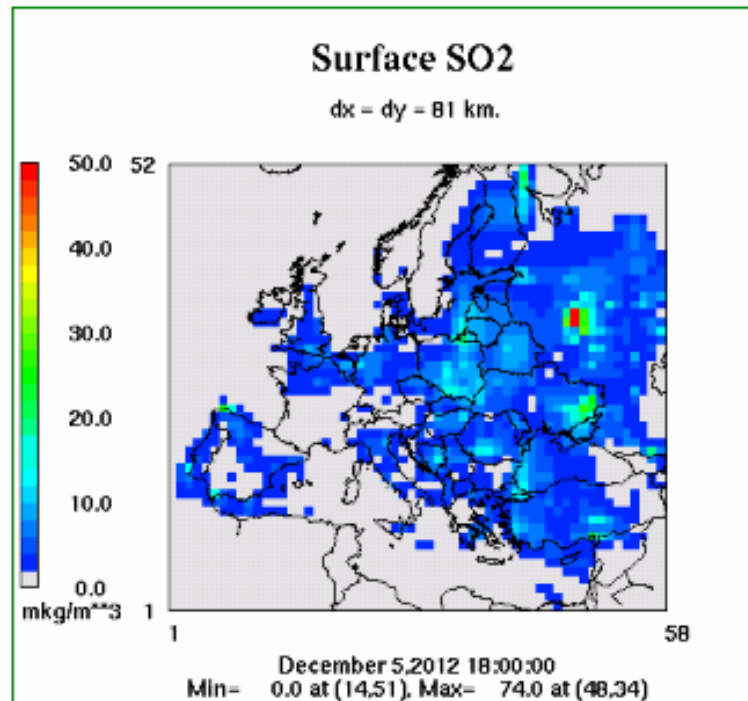 Surface SO2
dx = dy = 81 km.
50.0
40.0
30.0
20.0
10.0
0.0
mkg/m**3
52
1
1
58
December 5,2012 18:00:00
Min= 0.0 at (14,51), Max= 74.0 at (48,34)